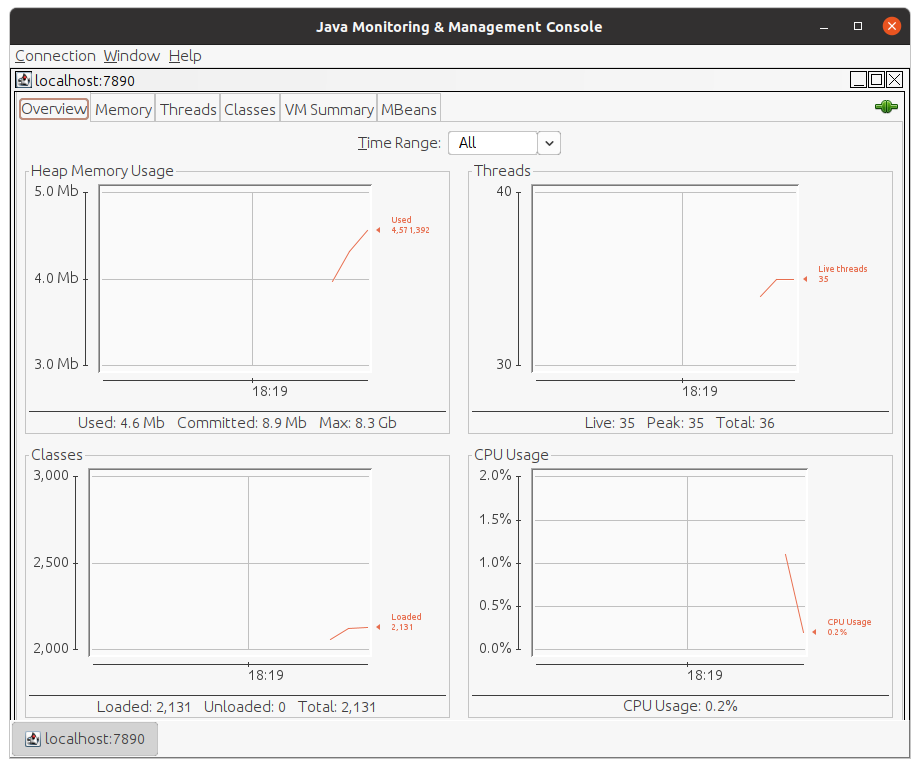 Java Monitoring & Management Console
Connection Window Help
localhost:7890
Overview Memory Threads Classes VM Summary MBeans
Time Range: All
Heap Memory Usage
5.0 Mb
4.0 Mb
3.0 Mb
Used
4,571,392
18:19
Used: 4.6 Mb Committed: 8.9 Mb Max: 8.3 Gb
Threads
40
30
Live threads
35
18:19
Live: 35 Peak: 35 Total: 36
Classes
3,000
2,500
2,000
Loaded
2,131
18:19
Loaded: 2,131 Unloaded: 0 Total: 2,131
CPU Usage
2.0%
1.5%
1.0%
0.5%
0.0%
CPU Usage
0.2%
18:19
CPU Usage: 0.2%
localhost:7890